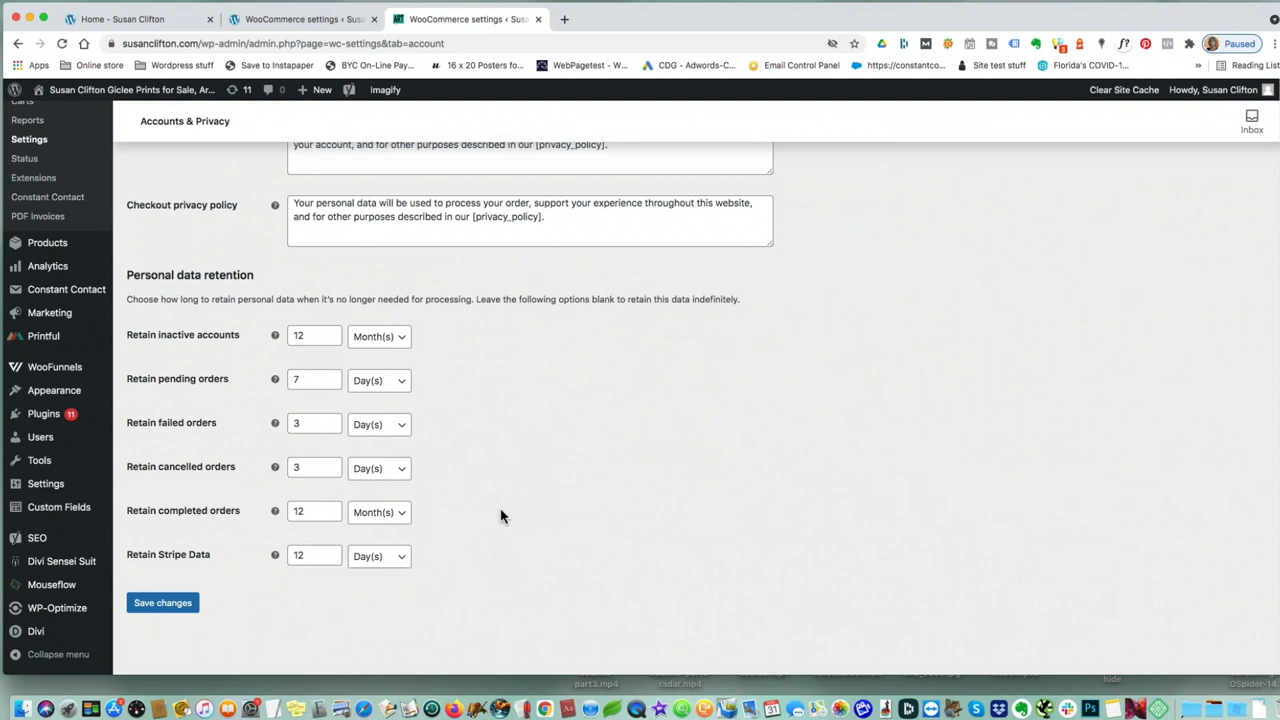 Home - Susan Clifton
WooCommerce settings < Sus
WooCommerce settings < Sus
susanclifton.com/wp-admin/admin.php?page=wc-settings&tab=account
Paused
Apps
Online store
Wordpress stuff
Save to Instapaper
BYC On-Line Pay...
16 x 20 Posters fo...
WebPagetest - W...
CDG - Adwords-C...
Email Control Panel
https://constantco...
Site test stuff
Florida's COVID-1...
»
Reading List
Susan Clifton Giclee Prints for Sale, Ar...
11
0
New
Imagify
Clear Site Cache
Howdy, Susan Clifton
Carts
Reports
Settings
Status
Extensions
Constant Contact
PDF Invoices
Products
Analytics
Constant Contact
Marketing
Printful
WooFunnels
Appearance
Plugins 11
Users
Tools
Settings
Custom Fields
SEO
Divi Sensei Suit
Mouseflow
WP-Optimize
Divi
Collapse menu
Accounts & Privacy
Inbox
your account, and for other purposes described in our [privacy_policy].
Checkout privacy policy
Your personal data will be used to process your order, support your experience throughout this website,
and for other purposes described in our [privacy_policy].
Personal data retention
Choose how long to retain personal data when it's no longer needed for processing. Leave the following options blank to retain this data indefinitely.
Retain inactive accounts
12
Month(s)
Retain pending orders
7
Day(s)
Retain failed orders
3
Day(s)
Retain cancelled orders
3
Day(s)
Retain completed orders
12
Month(s)
Retain Stripe Data
12
Day(s)
Save changes
part3.mp4
radar.mp4
hide
OSpider-14.